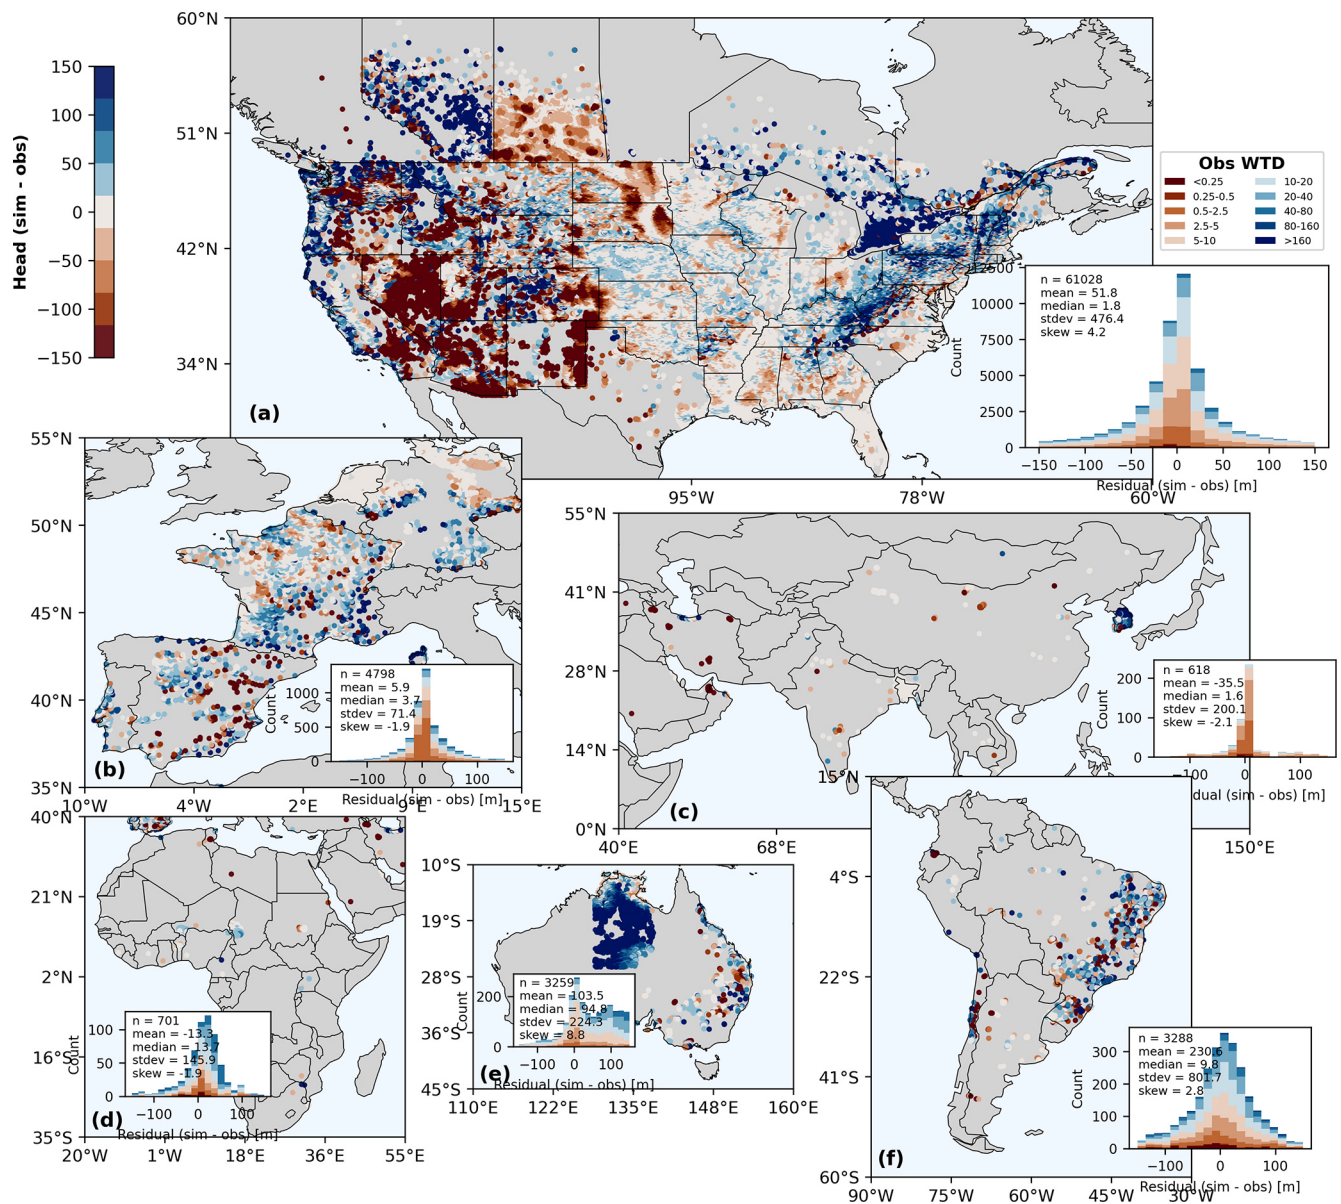 60°N
51°N
42°N
34°N
95°W
78°W
60°W
(a)
Head (sim - obs)
150
100
50
0
−50
−100
−150
Obs WTD
<0.25
0.25-0.5
0.5-2.5
2.5-5
5-10
10-20
20-40
40-80
80-160
>160
n = 61028
mean = 51.8
median = 1.8
stdev = 476.4
skew = 4.2
Count
12500
10000
7500
5000
2500
0
−150
−100
−50
0
50
100
150
Residual (sim - obs) [m]
55°N
50°N
45°N
40°N
35°N
10°W
4°W
2°E
9°E
15°E
(b)
n = 4798
mean = 5.9
median = 3.7
stdev = 71.4
skew = -1.9
Count
1000
500
0
−100
0
100
Residual (sim - obs) [m]
55°N
41°N
28°N
14°N
0°N
40°E
68°E
150°E
(c)
n = 618
mean = -35.5
median = 1.6
stdev = 200.1
skew = -2.1
Count
200
100
0
−100
0
100
dual (sim - obs) [m]
40°N
21°N
2°N
16°S
35°S
20°W
1°W
18°E
36°E
55°E
(d)
n = 701
mean = -13.3
median = 13.7
stdev = 145.9
skew = -1.9
Count
100
50
0
−100
0
100
Residual (sim - obs) [m]
10°S
19°S
28°S
36°S
45°S
110°E
122°E
135°E
148°E
160°E
(e)
n = 3259
mean = 103.5
median = 94.8
stdev = 224.3
skew = 8.8
Count
200
0
−100
0
100
Residual (sim - obs) [m]
15°N
4°S
22°S
41°S
60°S
90°W
75°W
60°W
45°W
30°W
(f)
n = 3288
mean = 230.6
median = 9.8
stdev = 801.7
skew = 2.8
Count
300
200
100
0
−100
0
100
Residual (sim - obs) [m]